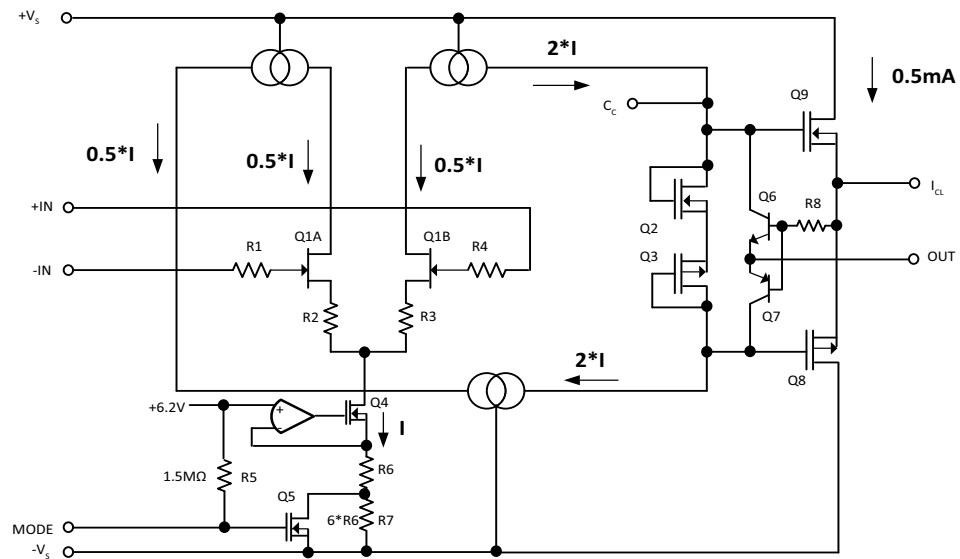 +Vs
2*I
Q9
0.5mA
Cc
0.5*I
0.5*I
0.5*I
+IN
Q6
R8
ICL
Q2
R1
Q1A
Q1B
R4
-IN
Q3
OUT
R2
R3
Q7
2*I
Q8
+6.2V
+
-
Q4
I
1.5MΩ
R5
R6
Q5
MODE
6*R6
R7
-Vs